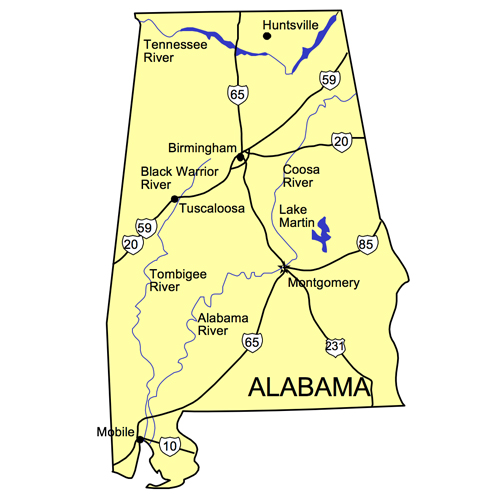 Huntsville
Tennessee
River
59
65
20
Birmingham
Black Warrior
River
Coosa
River
Tuscaloosa
Lake
Martin
59
20
85
Tombigee
River
Montgomery
Alabama
River
65
231
ALABAMA
Mobile
10